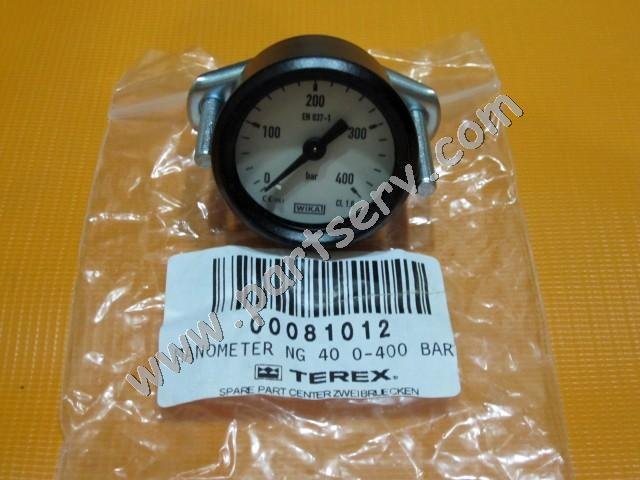 200
EN 837-1
100
300
0
bar
400
WIKA
CL 1.6
00081012
MANOMETER NG 40 0-400 BAR
TEREX®
SPARE PART CENTER ZWEIBRUECKEN
www.partserv.com